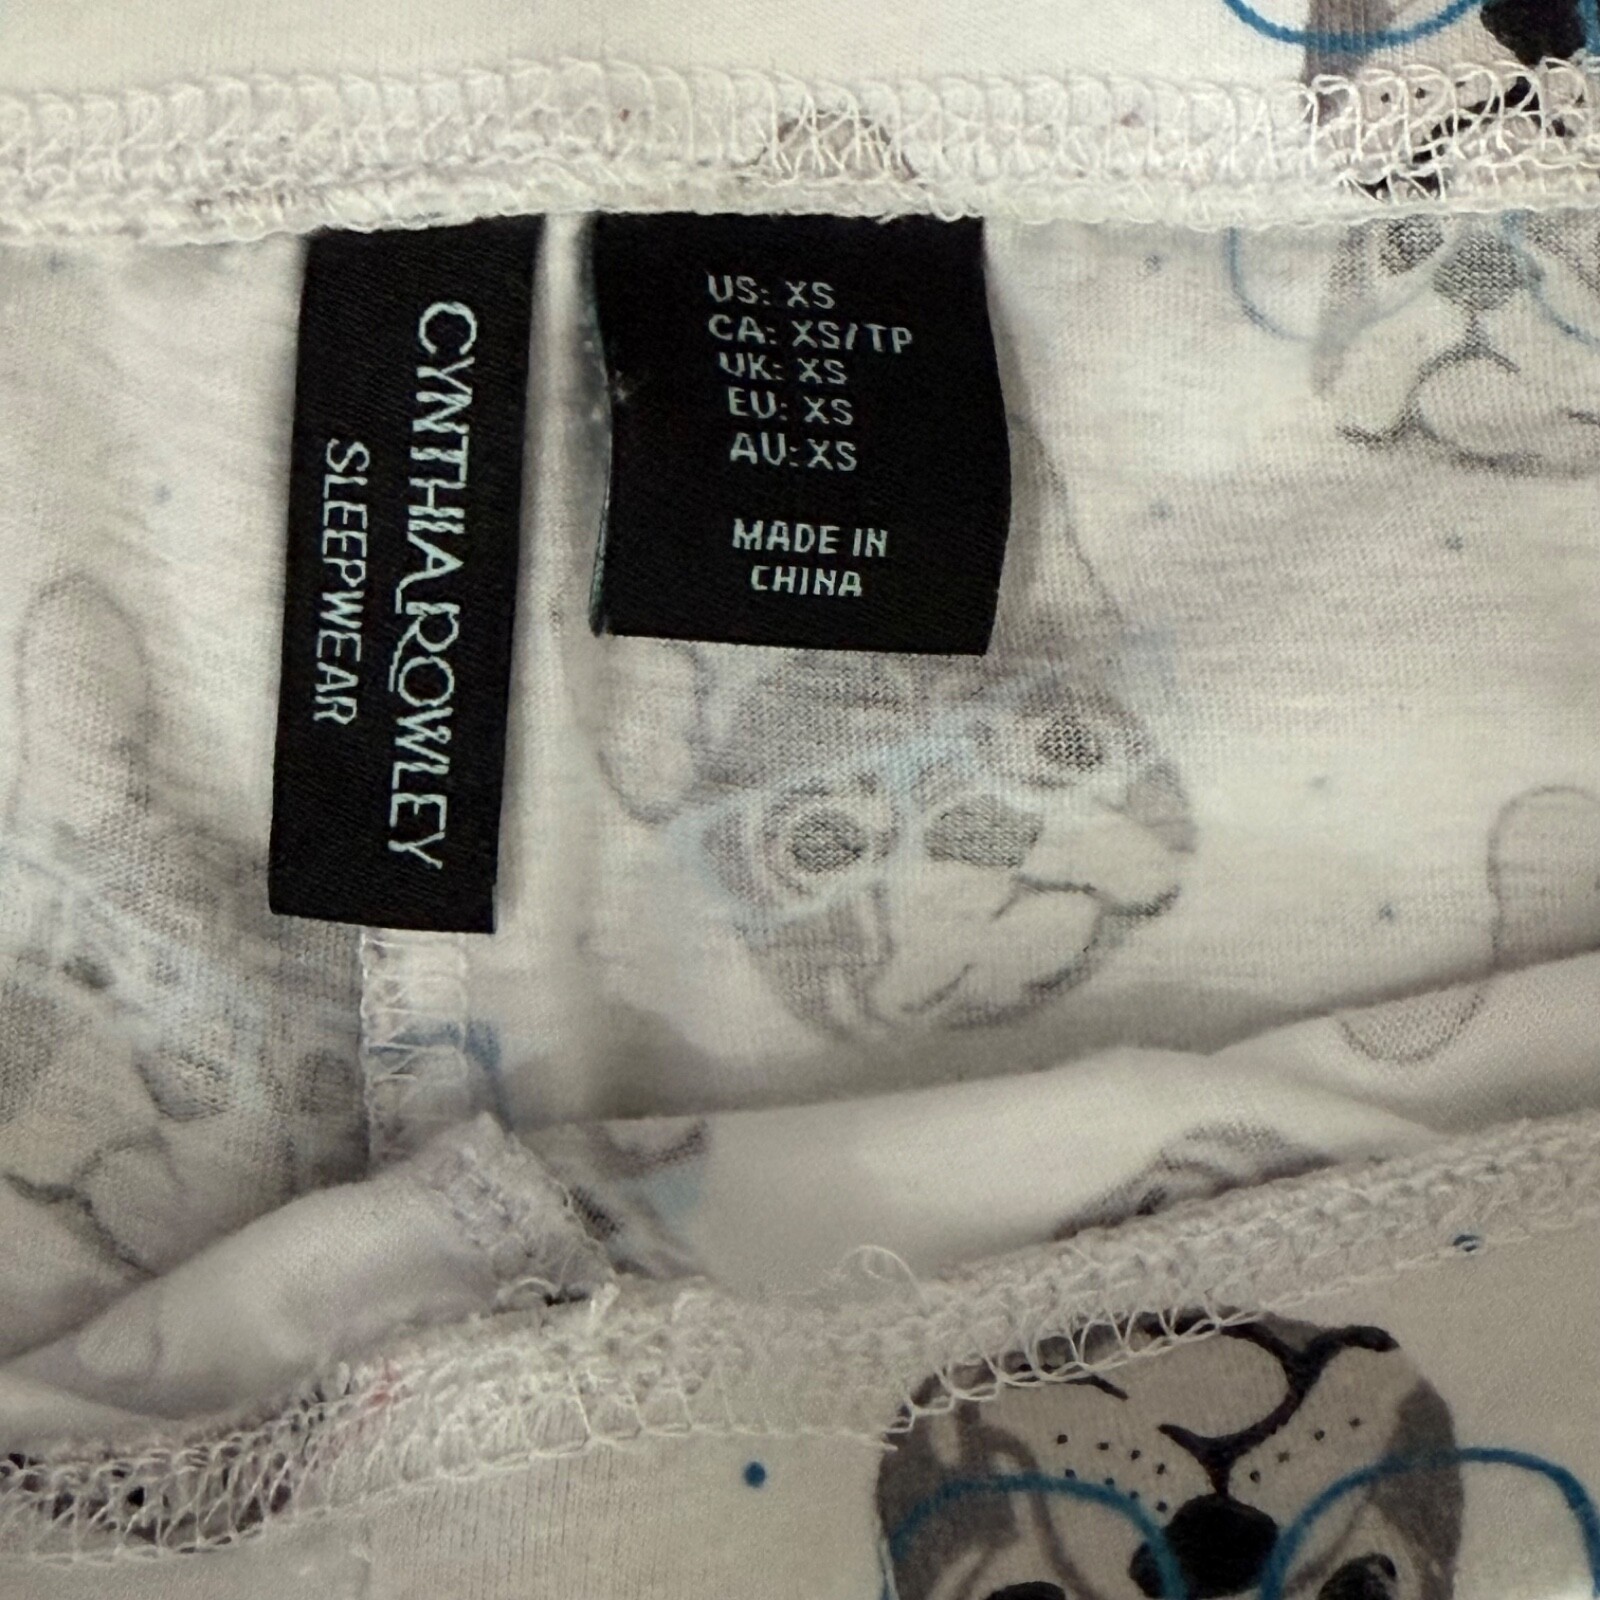 CYNTHIA ROWLEY
SLEEPWEAR
US: XS
CA: XS/TP
UK: XS
EU: XS
AU: XS
MADE IN
CHINA